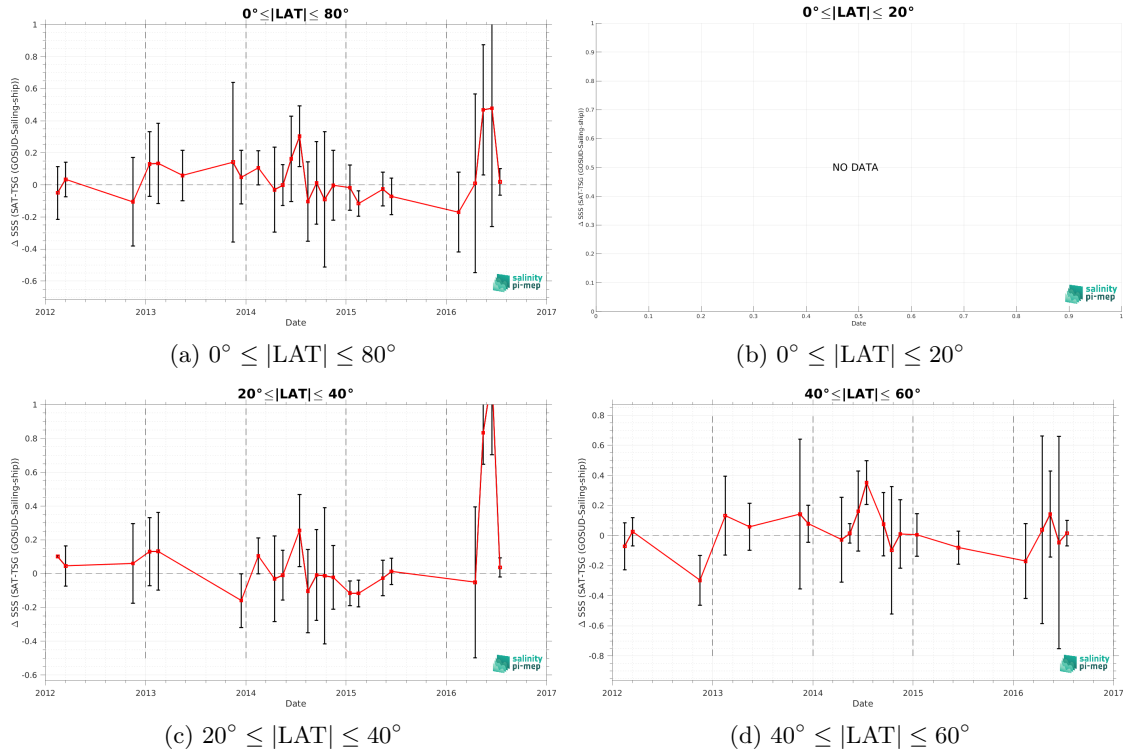 0°≤|LAT|≤ 80°
Δ SSS (SAT-TSG (GOSUD-Sailing-ship))
1
0.8
0.6
0.4
0.2
0
-0.2
-0.4
-0.6
2012 2013 2014 2015 2016 2017
Date
salinity
pi-mep
(a) 0° ≤ |LAT| ≤ 80°
0°≤|LAT|≤ 20°
Δ SSS (SAT-TSG (GOSUD-Sailing-ship))
1
0.9
0.8
0.7
0.6
0.5
0.4
0.3
0.2
0.1
0
NO DATA
0 0.1 0.2 0.3 0.4 0.5 0.6 0.7 0.8 0.9 1
Date
salinity
pi-mep
(b) 0° ≤ |LAT| ≤ 20°
20°≤|LAT|≤ 40°
Δ SSS (SAT-TSG (GOSUD-Sailing-ship))
1
0.8
0.6
0.4
0.2
0
-0.2
-0.4
-0.6
2012 2013 2014 2015 2016 2017
Date
salinity
pi-mep
(c) 20° ≤ |LAT| ≤ 40°
40°≤|LAT|≤ 60°
Δ SSS (SAT-TSG (GOSUD-Sailing-ship))
0.8
0.6
0.4
0.2
0
-0.2
-0.4
-0.6
-0.8
2012 2013 2014 2015 2016 2017
Date
salinity
pi-mep
(d) 40° ≤ |LAT| ≤ 60°